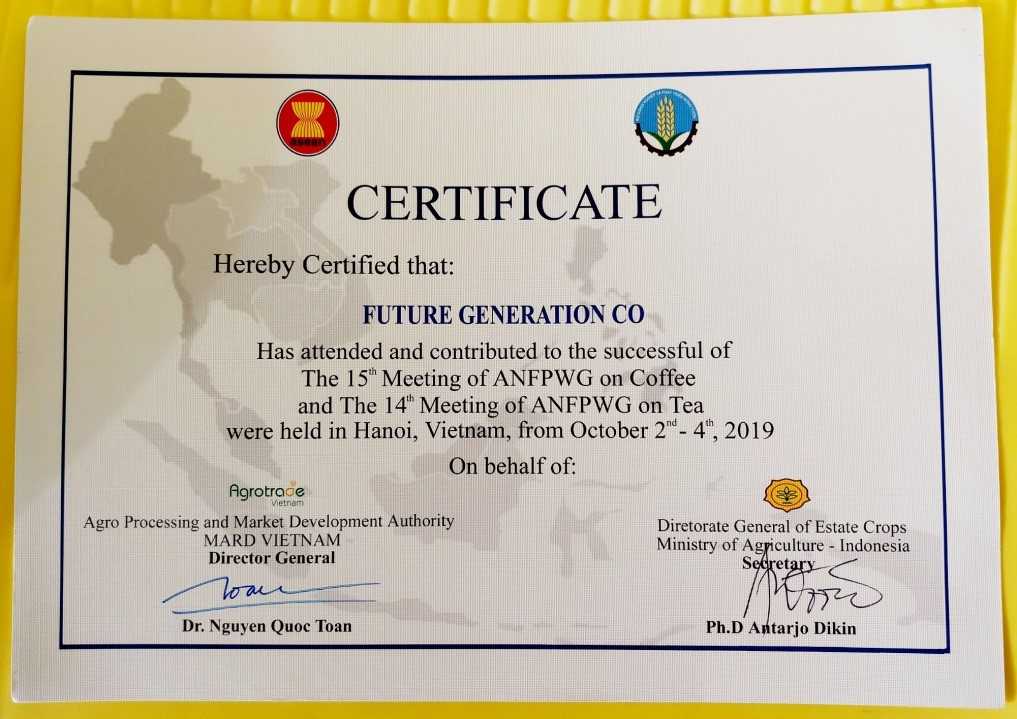 asean
CERTIFICATE
Hereby Certified that:
FUTURE GENERATION CO
Has attended and contributed to the successful of
The 15th Meeting of ANFPWG on Coffee
and The 14th Meeting of ANFPWG on Tea
were held in Hanoi, Vietnam, from October 2nd - 4th, 2019
On behalf of:
Agrotrade
Vietnam
Agro Processing and Market Development Authority
MARD VIETNAM
Director General
Dr. Nguyen Quoc Toan
Diretorate General of Estate Crops
Ministry of Agriculture - Indonesia
Secretary
Ph.D Antarjo Dikin